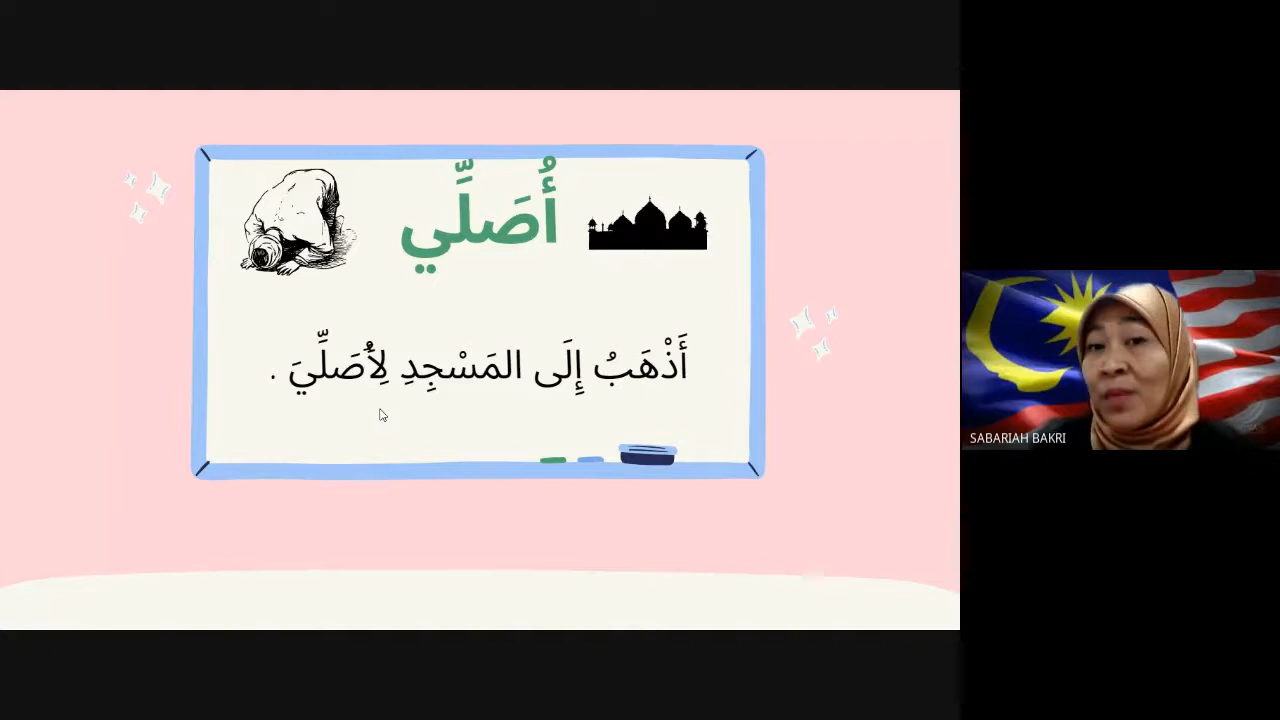 أُصَلِّي
أَذْهَبُ إِلَى المَسْجِدِ لِأُصَلِّيَ .
SABARIAH BAKRI